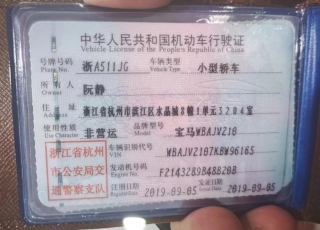 中华人民共和国机动车行驶证
Vehicle License of the People's Republic of China
号牌号码 浙A511JG 车辆类型 小型轿车
Plate No. Vehicle Type
所有人 阮静
Owner
住址 浙江省杭州市滨江区水晶城8幢1单元3204室
Address
使用性质 非营运 品牌型号 宝马WBAJVZ10
Use Character Model
浙江省杭州市公安局交通警察支队
车辆识别代号
VIN
发动机号码
Engine No.
注册日期 2019-09-05 发证日期 2019-09-05
Register Date Issue Date